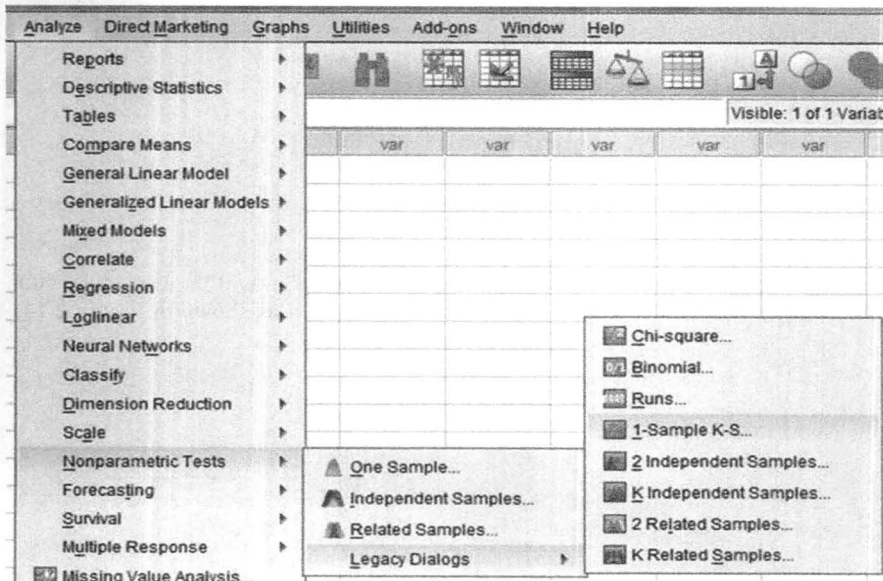 Analyze Direct Marketing Graphs Utilities Add-ons Window Help
Reports
Descriptive Statistics
Tables
Visible: 1 of 1 Variab
Compare Means
var var var var var
General Linear Model
Generalized Linear Models
Mixed Models
Correlate
Regression
Loglinear
Neural Networks
Classify
Dimension Reduction
Scale
Nonparametric Tests
Forecasting
Survival
Multiple Response
Missing Value Analysis...
One Sample...
Independent Samples...
Related Samples...
Legacy Dialogs
Chi-square...
Binomial...
Runs...
1-Sample K-S...
2 Independent Samples...
K Independent Samples...
2 Related Samples...
K Related Samples...